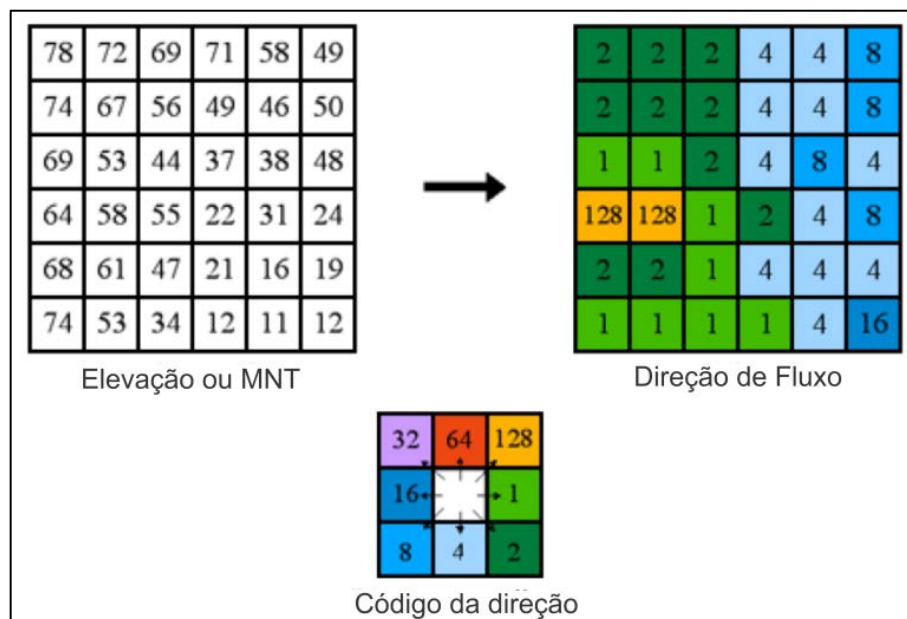 78 72 69 71 58 49 2 2 2 4 4 8
74 67 56 49 46 50 2 2 2 4 4 8
69 53 44 37 38 48 1 1 2 4 8 4
64 58 55 22 31 24 128 128 1 2 4 8
68 61 47 21 16 19 2 2 1 4 4 4
74 53 34 12 11 12 1 1 1 1 4 16
Elevação ou MNT Direção de Fluxo
32 64 128
16 1
8 4 2
Código da direção